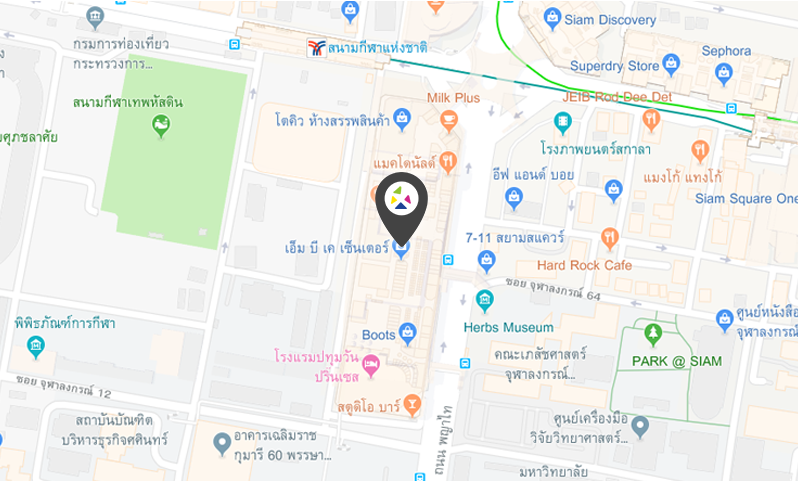 Siam Discovery
กรมการท่องเที่ยว
กระทรวงการ...
สนามกีฬาแห่งชาติ
Sephora
Superdry Store
สนามกีฬาเทพหัสดิน
Milk Plus
JEIB Rod Dee Det
โตคิว ห้างสรรพสินค้า
ยศุภชลาศัย
โรงภาพยนตร์สกาลา
แมคโดนัลด์
อีฟ แอนด์ บอย
แมงโก้ แทงโก้
Siam Square One
เอ็ม บี เค เซ็นเตอร์
7-11 สยามสแควร์
Hard Rock Cafe
ซอย จุฬาลงกรณ์ 64
พิพิธภัณฑ์การกีฬา
Herbs Museum
ศูนย์หนังสือ
จุฬาลงกรณ์
Boots
โรงแรมปทุมวัน
ปริ๊นเซส
คณะเภสัชศาสตร์
จุฬาลงกรณ์...
PARK @ SIAM
ซอย จุฬาลงกรณ์ 12
สตูดิโอ บาร์
ถนน พญาไท
สถาบันบัณฑิต
บริหารธุรกิจศศินทร์
อาคารเฉลิมราช
กุมารี 60 พรรษา...
ศูนย์เครื่องมือ
วิจัยวิทยาศาสตร์...
มหาวิทยาลัย